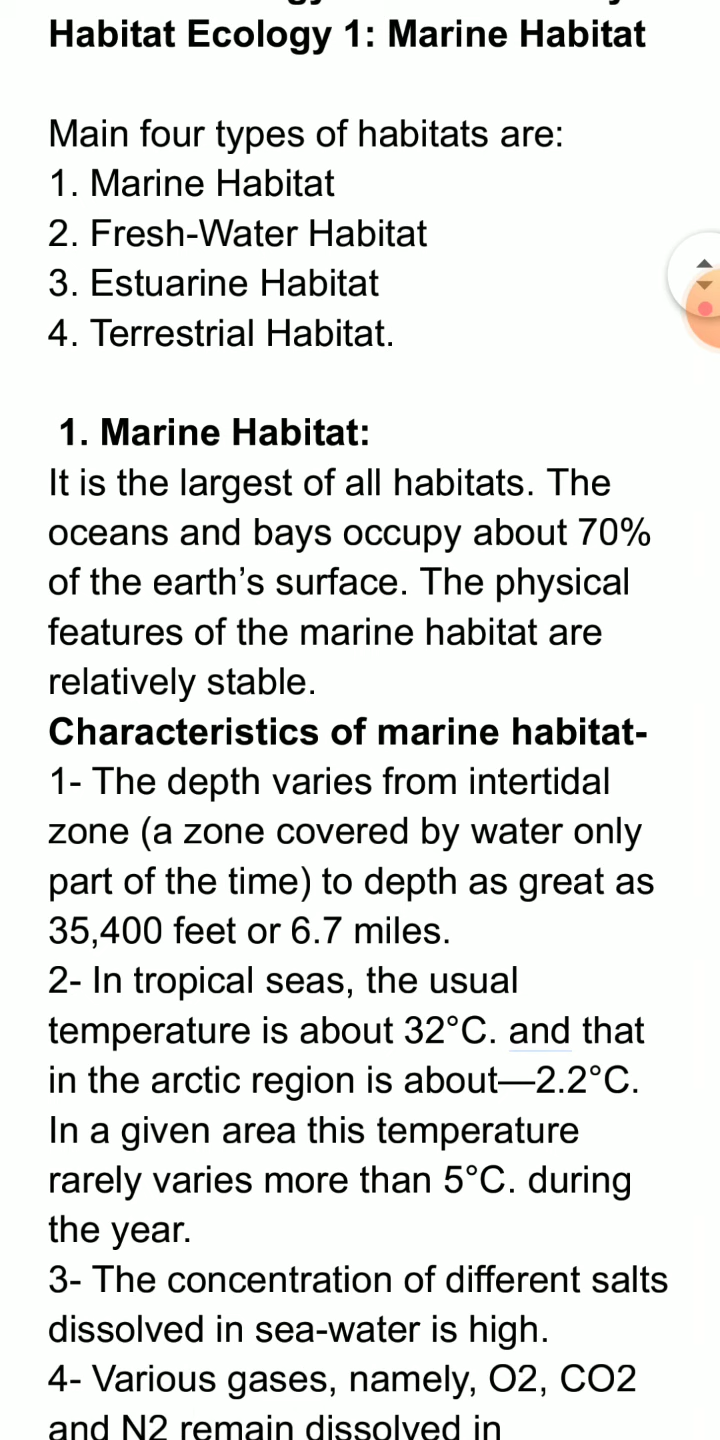 Habitat Ecology 1: Marine Habitat
Main four types of habitats are:
1. Marine Habitat
2. Fresh-Water Habitat
3. Estuarine Habitat
4. Terrestrial Habitat.
1. Marine Habitat:
It is the largest of all habitats. The
oceans and bays occupy about 70%
of the earth’s surface. The physical
features of the marine habitat are
relatively stable.
Characteristics of marine habitat-
1- The depth varies from intertidal
zone (a zone covered by water only
part of the time) to depth as great as
35,400 feet or 6.7 miles.
2- In tropical seas, the usual
temperature is about 32°C. and that
in the arctic region is about—2.2°C.
In a given area this temperature
rarely varies more than 5°C. during
the year.
3- The concentration of different salts
dissolved in sea-water is high.
4- Various gases, namely, O2, CO2
and N2 remain dissolved in